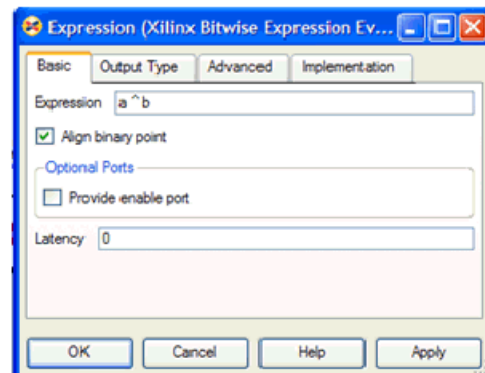 Expression (Xilinx Bitwise Expression Ev...
Basic Output Type Advanced Implementation
Expression a ^b
Align binary point
Optional Ports
Provide enable port
Latency 0
OK Cancel Help Apply